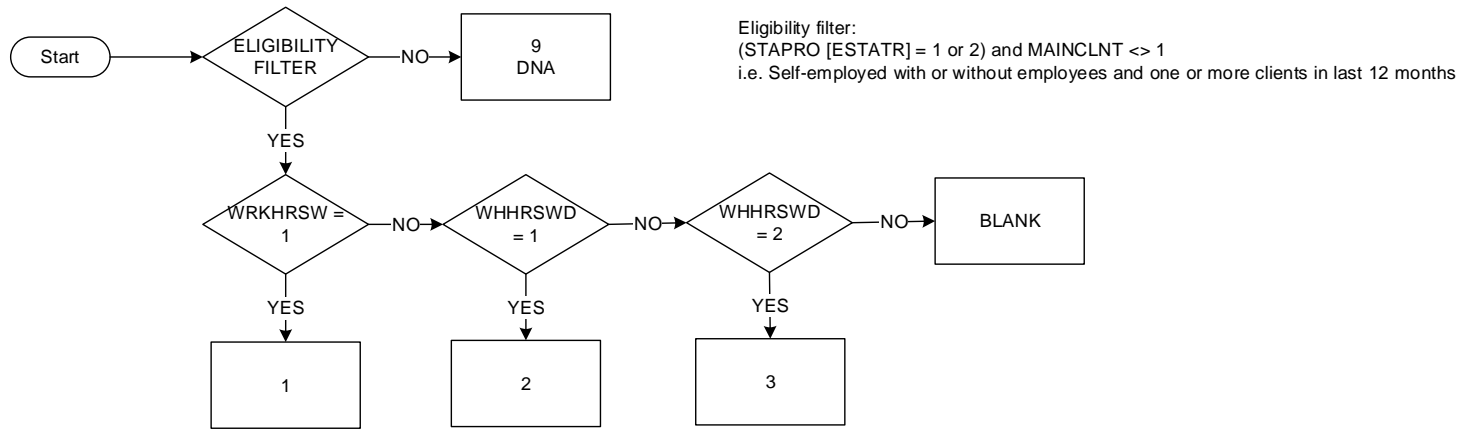 Eligibility filter:
(STAPRO [ESTATR] = 1 or 2) and MAINCLNT <> 1
i.e. Self-employed with or without employees and one or more clients in last 12 months
Start
ELIGIBILITY
FILTER
NO
9
DNA
YES
WRKHRSW =
1
NO
WHHRSWD
= 1
NO
WHHRSWD
= 2
NO
BLANK
YES
YES
YES
1
2
3